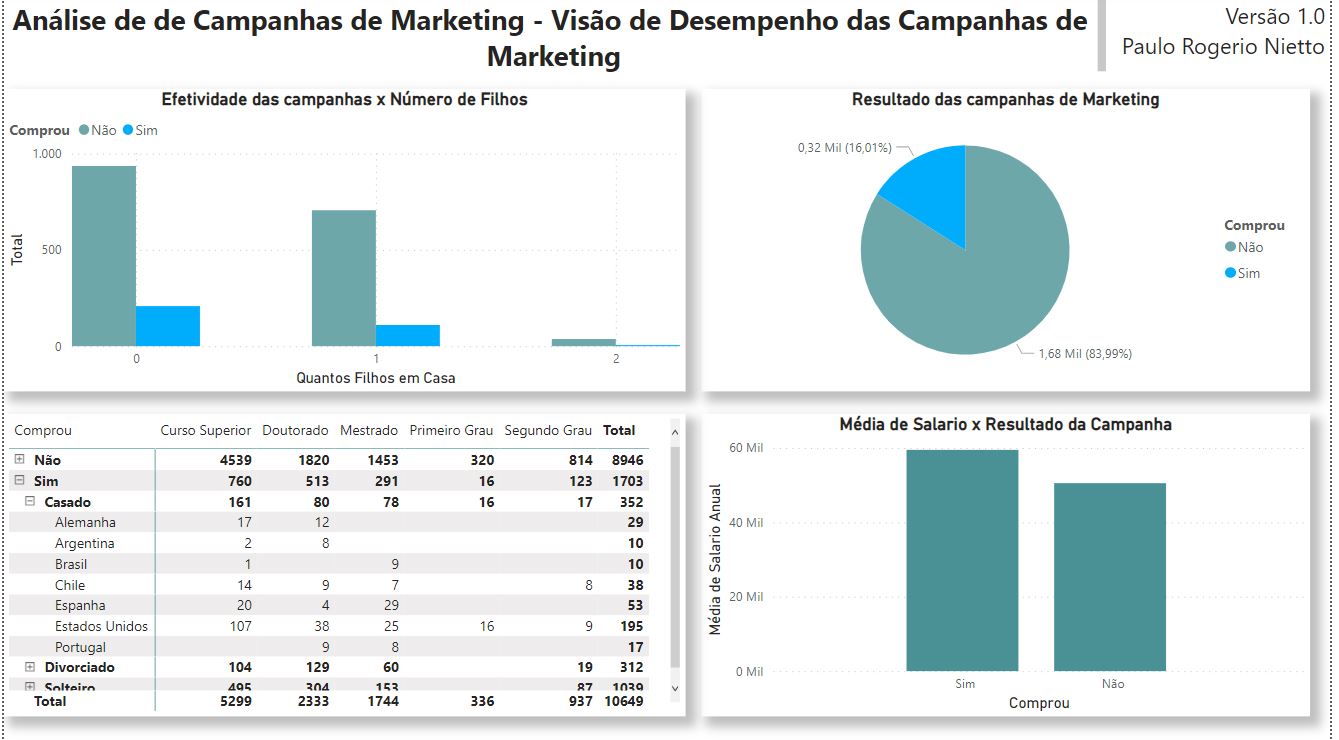 Análise de de Campanhas de Marketing - Visão de Desempenho das Campanhas de
Marketing
Versão 1.0
Paulo Rogerio Nietto
Efetividade das campanhas x Número de Filhos
Comprou Não Sim
1.000
500
0
Total
0 1 2
Quantos Filhos em Casa
Resultado das campanhas de Marketing
0,32 Mil (16,01%)
1,68 Mil (83,99%)
Comprou
Não
Sim
Comprou Curso Superior Doutorado Mestrado Primeiro Grau Segundo Grau Total
Não 4539 1820 1453 320 814 8946
Sim 760 513 291 16 123 1703
Casado 161 80 78 16 17 352
Alemanha 17 12 29
Argentina 2 8 10
Brasil 1 9 10
Chile 14 9 7 8 38
Espanha 20 4 29 53
Estados Unidos 107 38 25 16 9 195
Portugal 9 8 17
Divorciado 104 129 60 19 312
Solteiro 495 304 153 87 1039
Total 5299 2333 1744 336 937 10649
Média de Salario x Resultado da Campanha
60 Mil
40 Mil
20 Mil
0 Mil
Média de Salario Anual
Sim Não
Comprou